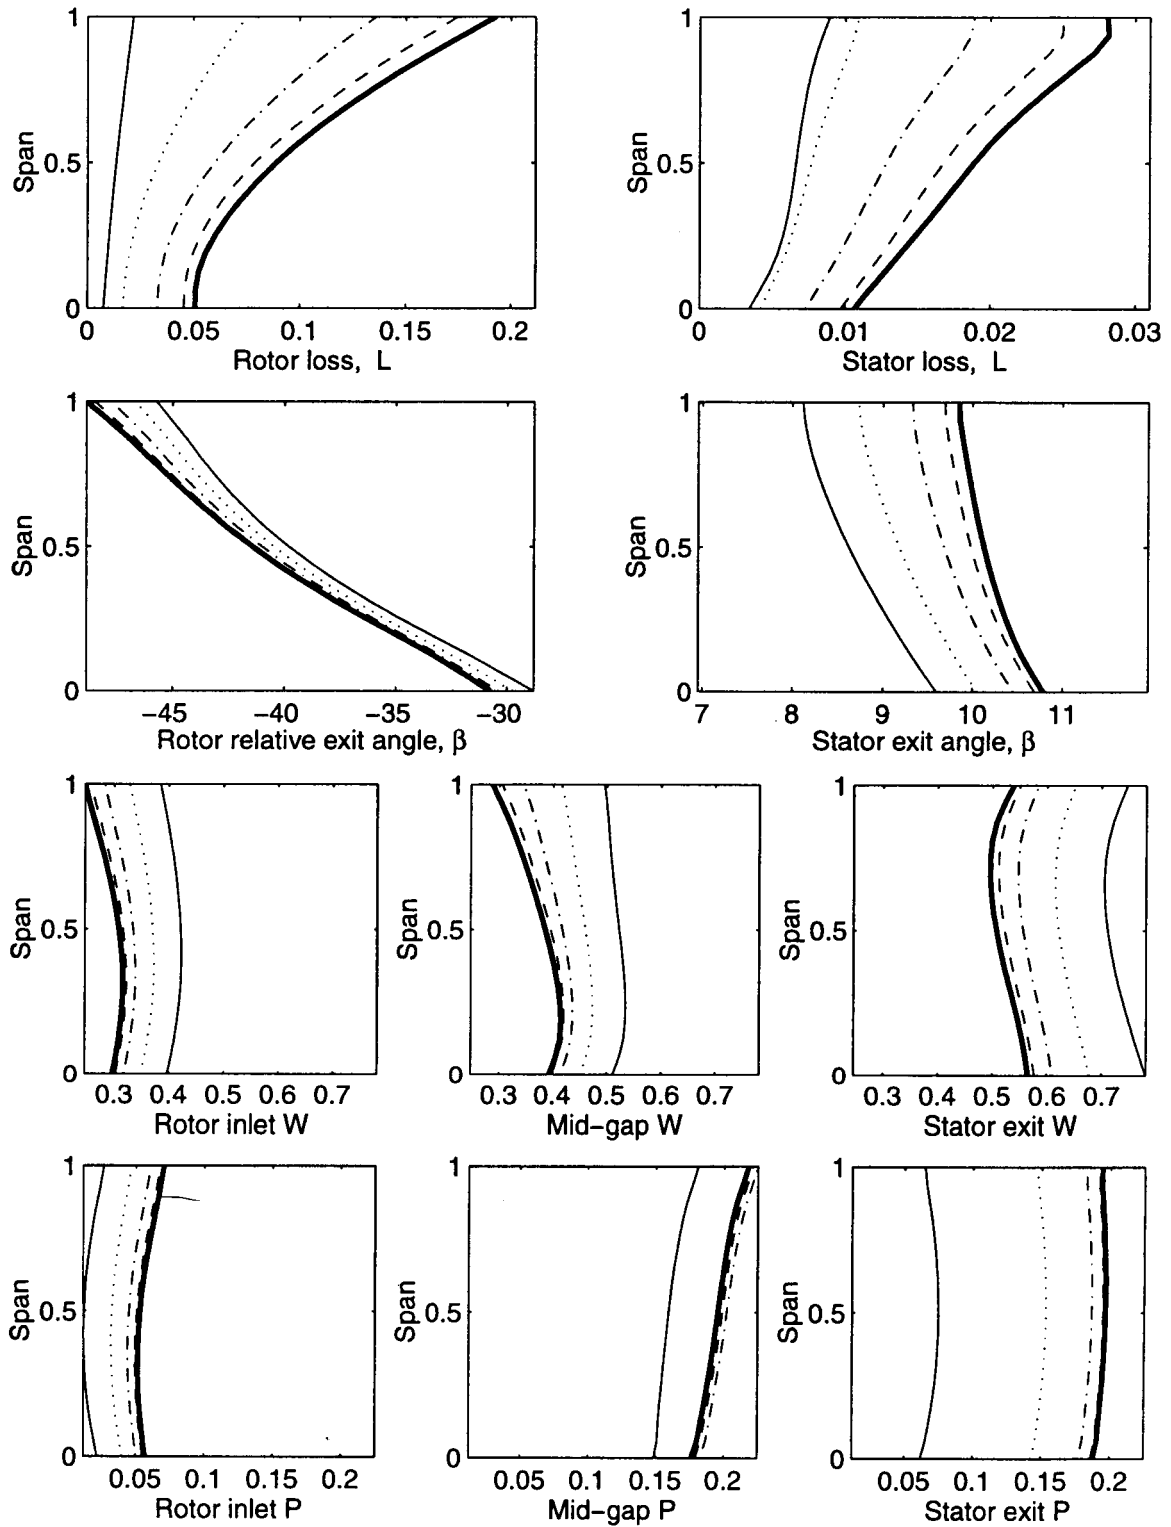 1
Span
0.5
0
0 0.05 0.1 0.15 0.2
Rotor loss, L
1
Span
0.5
0
0 0.01 0.02 0.03
Stator loss, L
1
Span
0.5
0
−45 −40 −35 −30
Rotor relative exit angle, β
1
Span
0.5
0
7 8 9 10 11
Stator exit angle, β
1
Span
0.5
0
0.3 0.4 0.5 0.6 0.7
Rotor inlet W
1
Span
0.5
0
0.3 0.4 0.5 0.6 0.7
Mid−gap W
1
Span
0.5
0
0.3 0.4 0.5 0.6 0.7
Stator exit W
1
Span
0.5
0
0.05 0.1 0.15 0.2
Rotor inlet P
1
Span
0.5
0
0.05 0.1 0.15 0.2
Mid−gap P
1
Span
0.5
0
0.05 0.1 0.15 0.2
Stator exit P